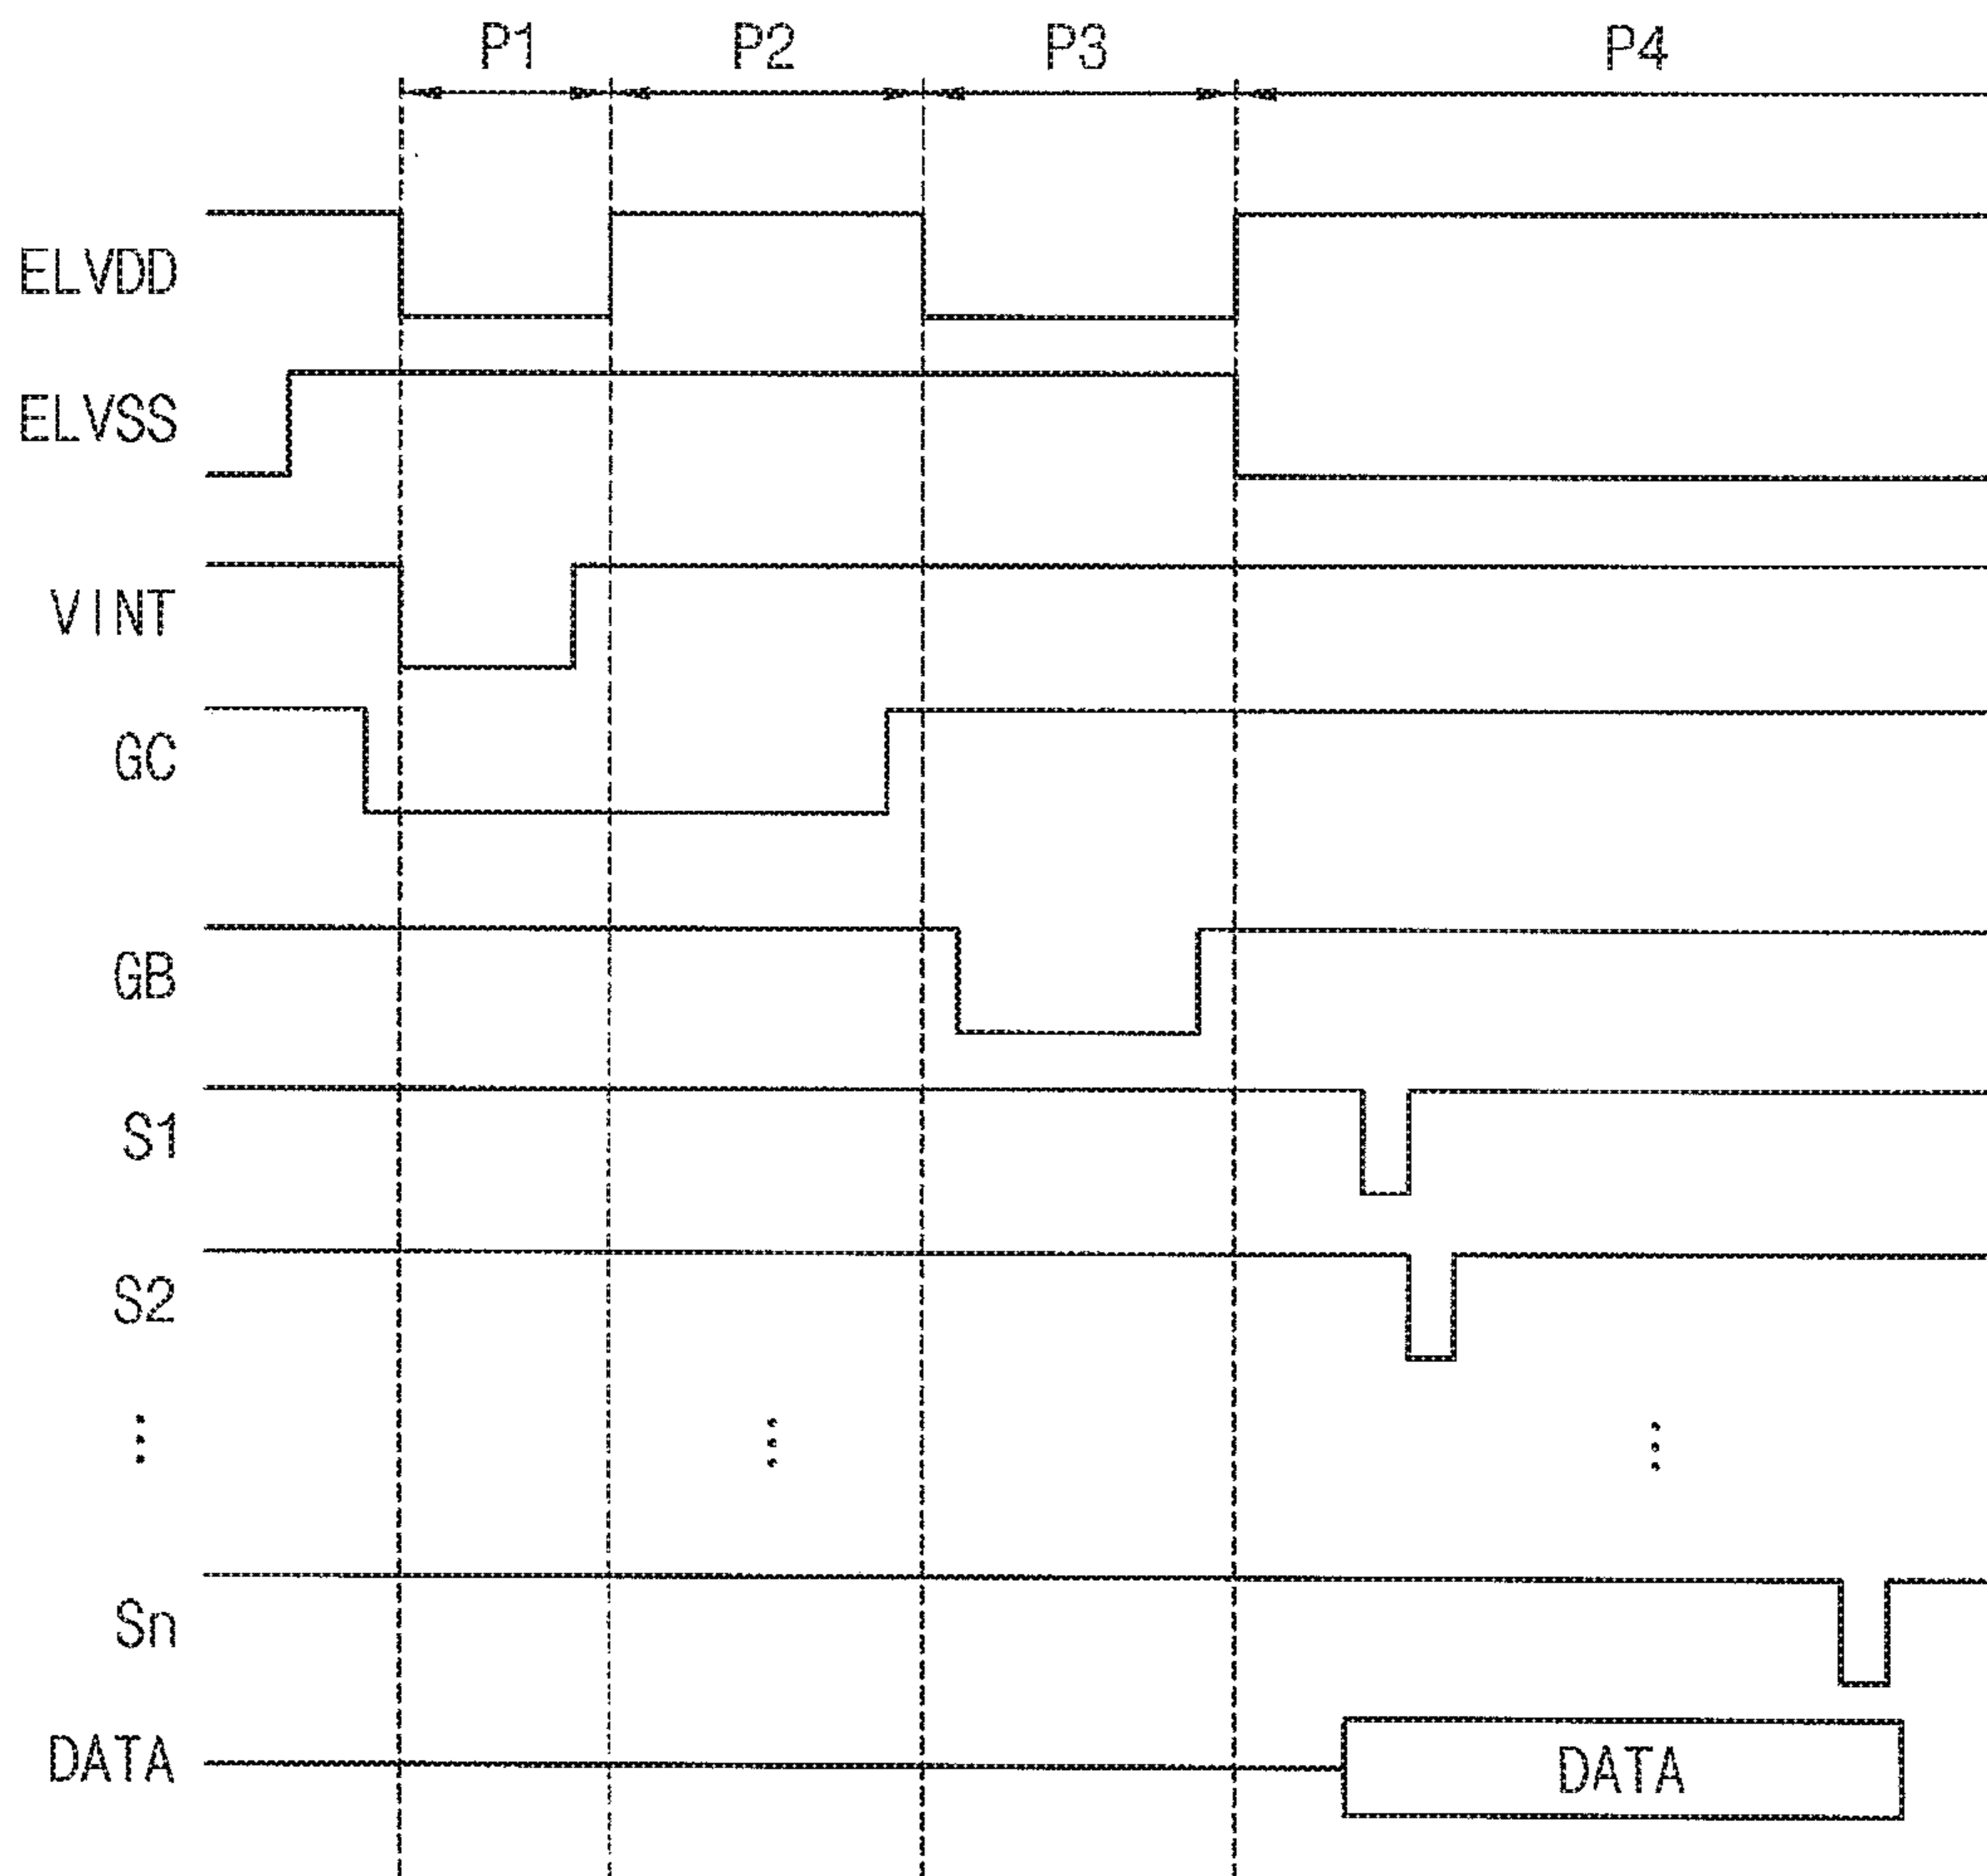 P1 P2 P3 P4
ELVDD
ELVSS
VINT
GC
GB
S1
S2
Sn
DATA DATA